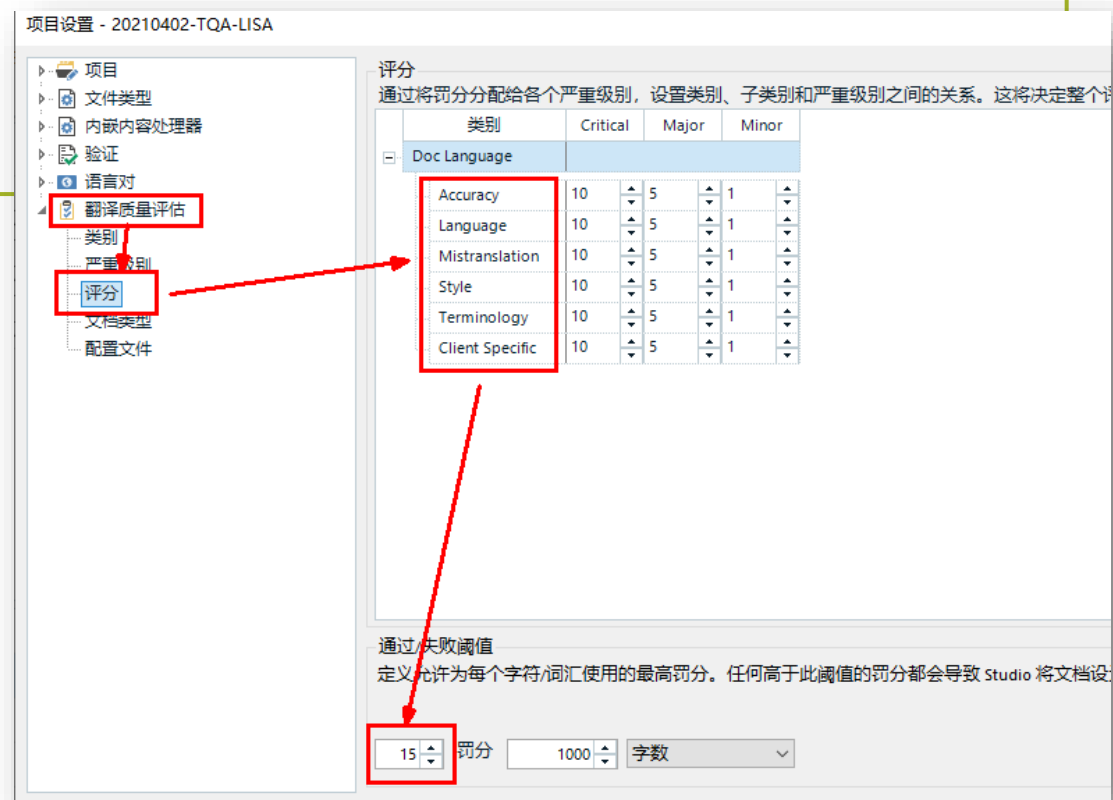 项目设置 - 20210402-TQA-LISA
项目
文件类型
内嵌内容处理器
验证
语言对
翻译质量评估
类别
严重级别
评分
文档类型
配置文件
评分
通过将罚分分配给各个严重级别，设置类别、子类别和严重级别之间的关系。这将决定整个
类别 Critical Major Minor
Doc Language
Accuracy 10 5 1
Language 10 5 1
Mistranslation 10 5 1
Style 10 5 1
Terminology 10 5 1
Client Specific 10 5 1
通过/失败阈值
定义允许为每个字符/词汇使用的最高罚分。任何高于此阈值的罚分都会导致 Studio 将文档设
15 罚分 1000 字数